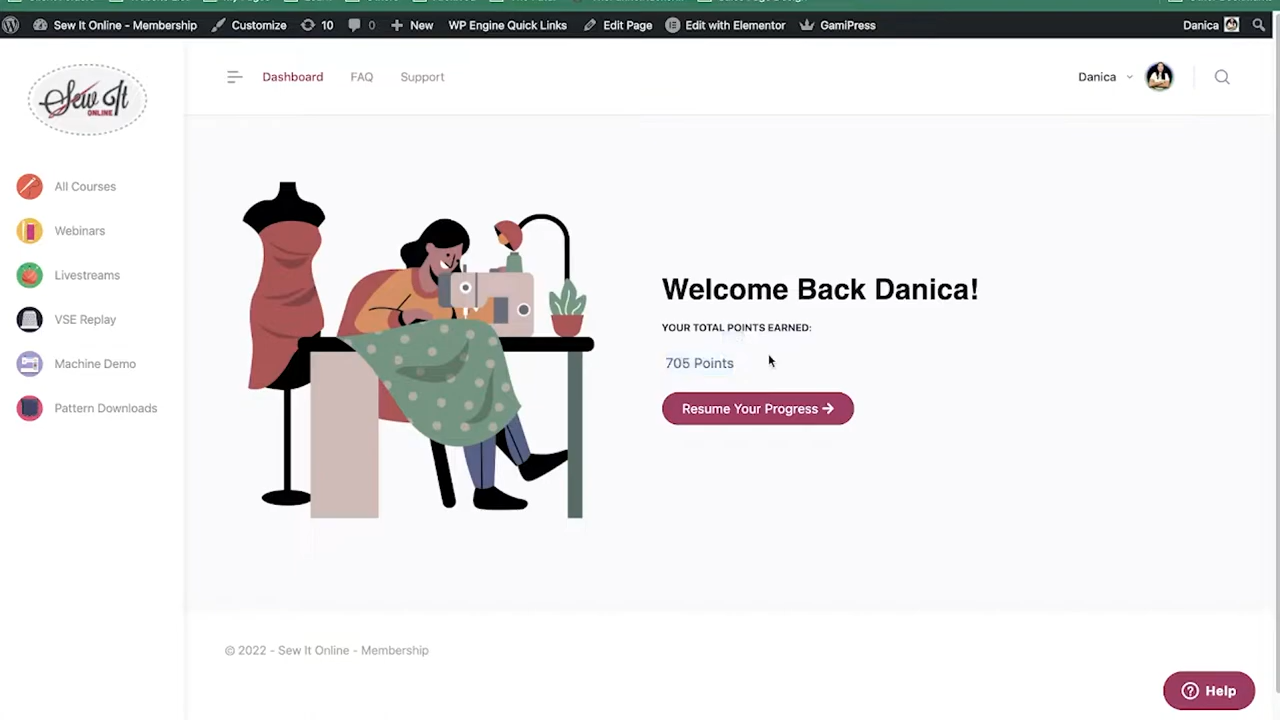 Sew It Online - Membership
Customize
10
0
New
WP Engine Quick Links
Edit Page
Edit with Elementor
GamiPress
Danica
Sew It
ONLINE
Dashboard
FAQ
Support
Danica
All Courses
Webinars
Livestreams
VSE Replay
Machine Demo
Pattern Downloads
Welcome Back Danica!
YOUR TOTAL POINTS EARNED:
705 Points
Resume Your Progress →
© 2022 - Sew It Online - Membership
Help